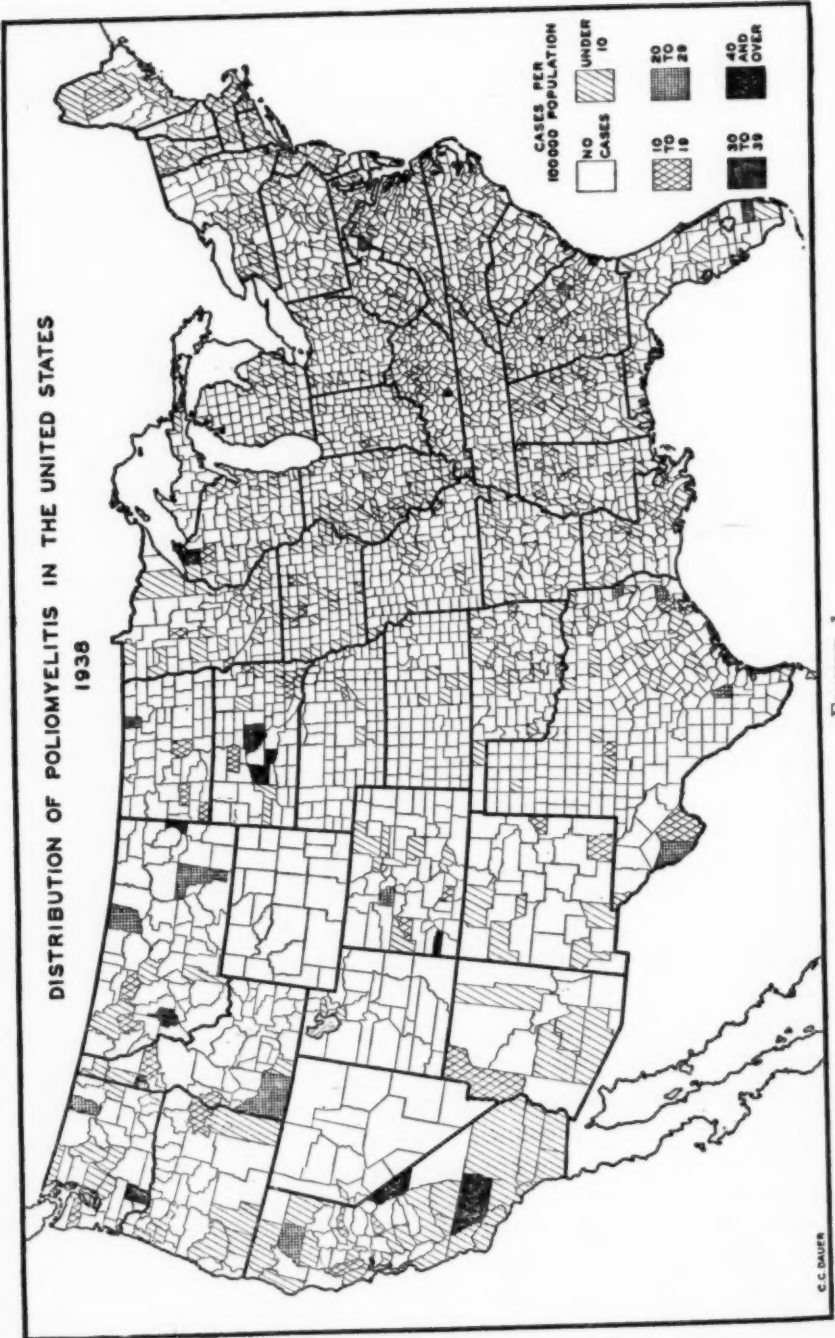 DISTRIBUTION OF POLIOMYELITIS IN THE UNITED STATES
1938
CASES PER
100000 POPULATION
NO
CASES
UNDER
10
10
TO
19
20
TO
29
30
TO
39
40
AND
OVER
C.C. BAUER